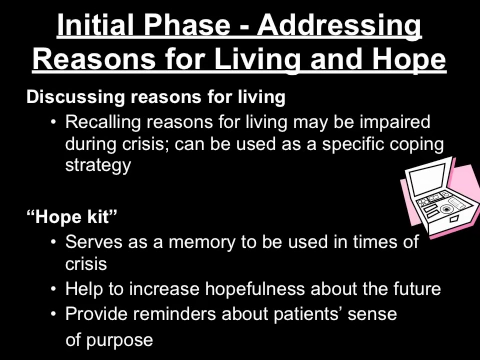 Initial Phase - Addressing
Reasons for Living and Hope
Discussing reasons for living
• Recalling reasons for living may be impaired
during crisis; can be used as a specific coping
strategy
“Hope kit”
• Serves as a memory to be used in times of
crisis
• Help to increase hopefulness about the future
• Provide reminders about patients’ sense
of purpose